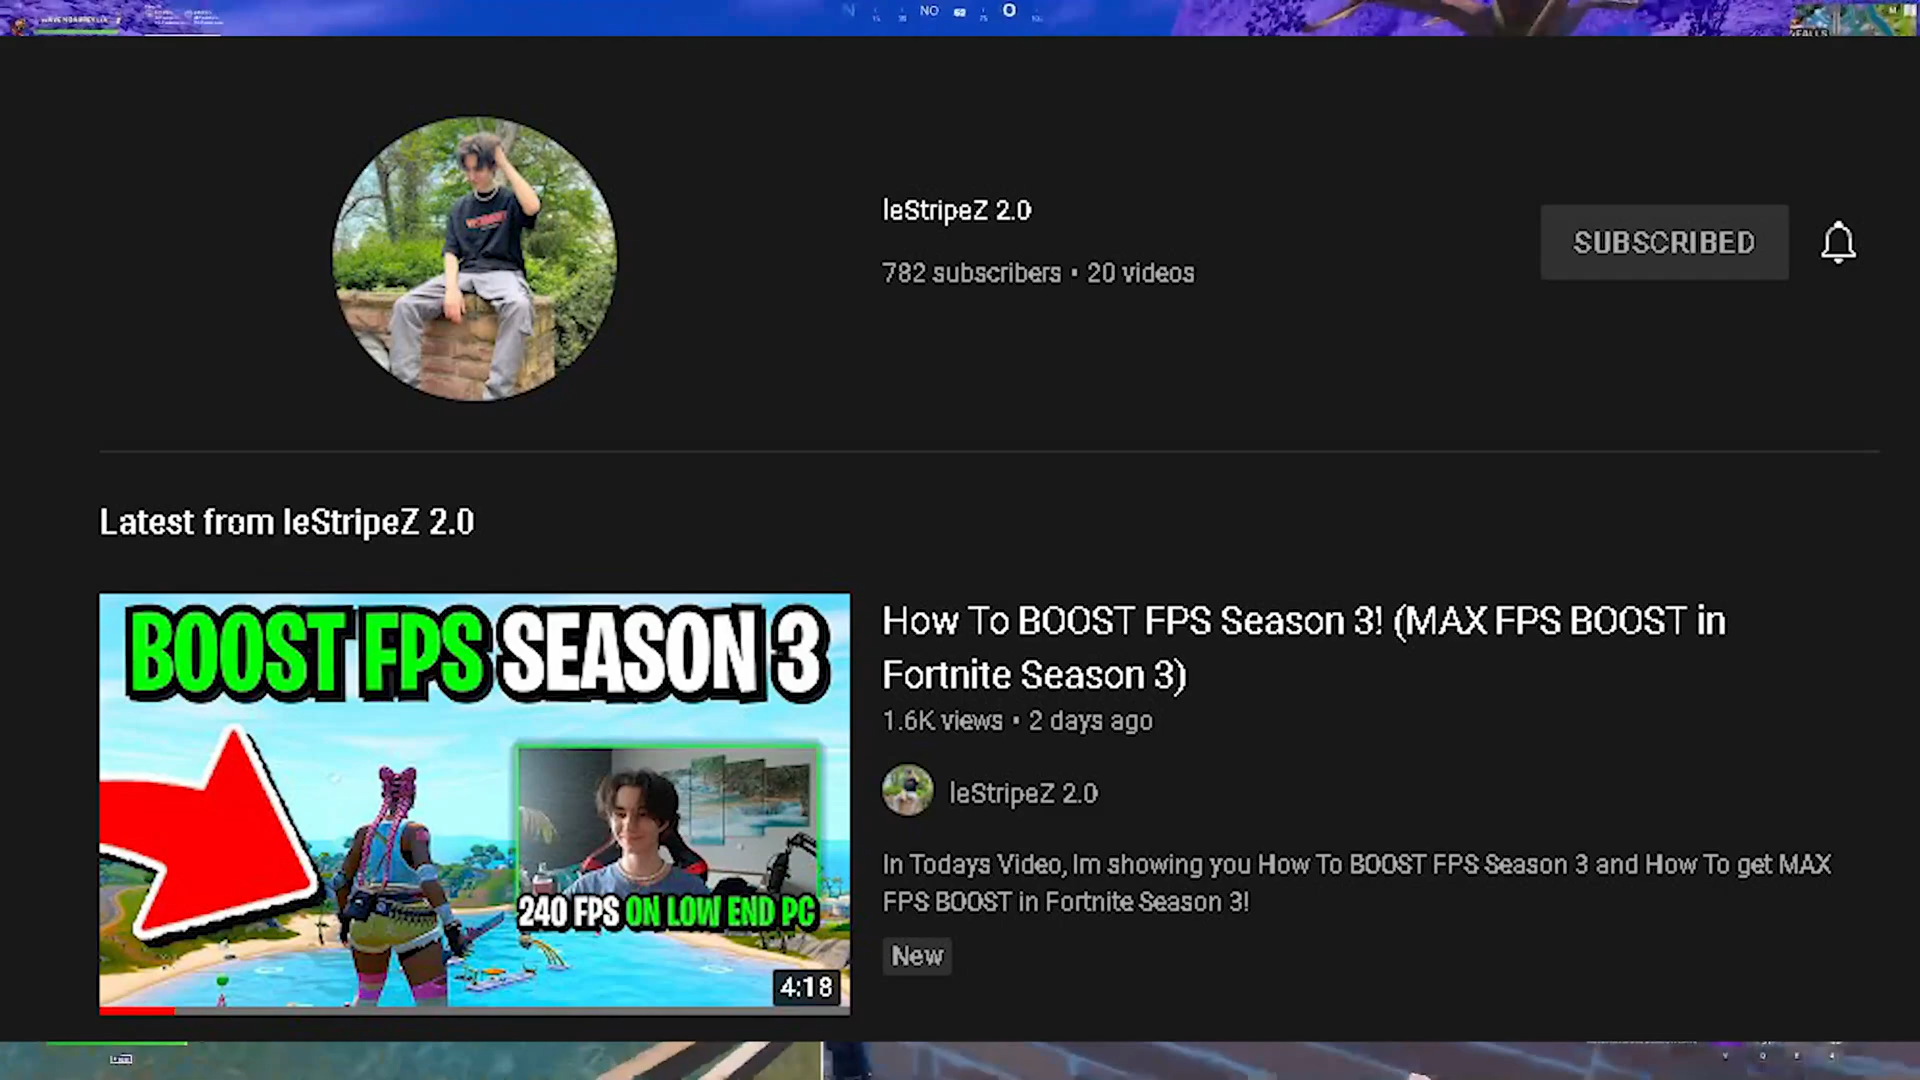 NO 60 O
leStripeZ 2.0
782 subscribers • 20 videos
SUBSCRIBED
Latest from leStripeZ 2.0
BOOST FPS SEASON 3
240 FPS ON LOW END PC
4:18
How To BOOST FPS Season 3! (MAX FPS BOOST in
Fortnite Season 3)
1.6K views • 2 days ago
leStripeZ 2.0
In Todays Video, Im showing you How To BOOST FPS Season 3 and How To get MAX
FPS BOOST in Fortnite Season 3!
New